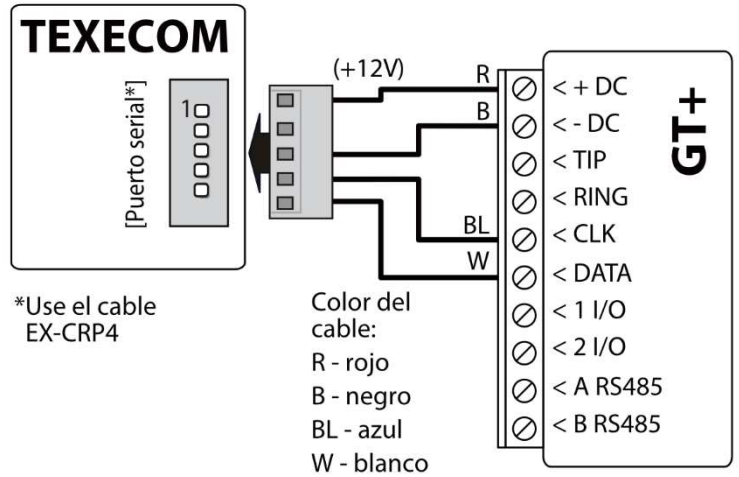 TEXECOM
[Puerto serial*]
1
(+12V)
R
B
BL
W
< + DC
< - DC
< TIP
< RING
< CLK
< DATA
< 1 I/O
< 2 I/O
< A RS485
< B RS485
GT+
*Use el cable
EX-CRP4
Color del
cable:
R - rojo
B - negro
BL - azul
W - blanco